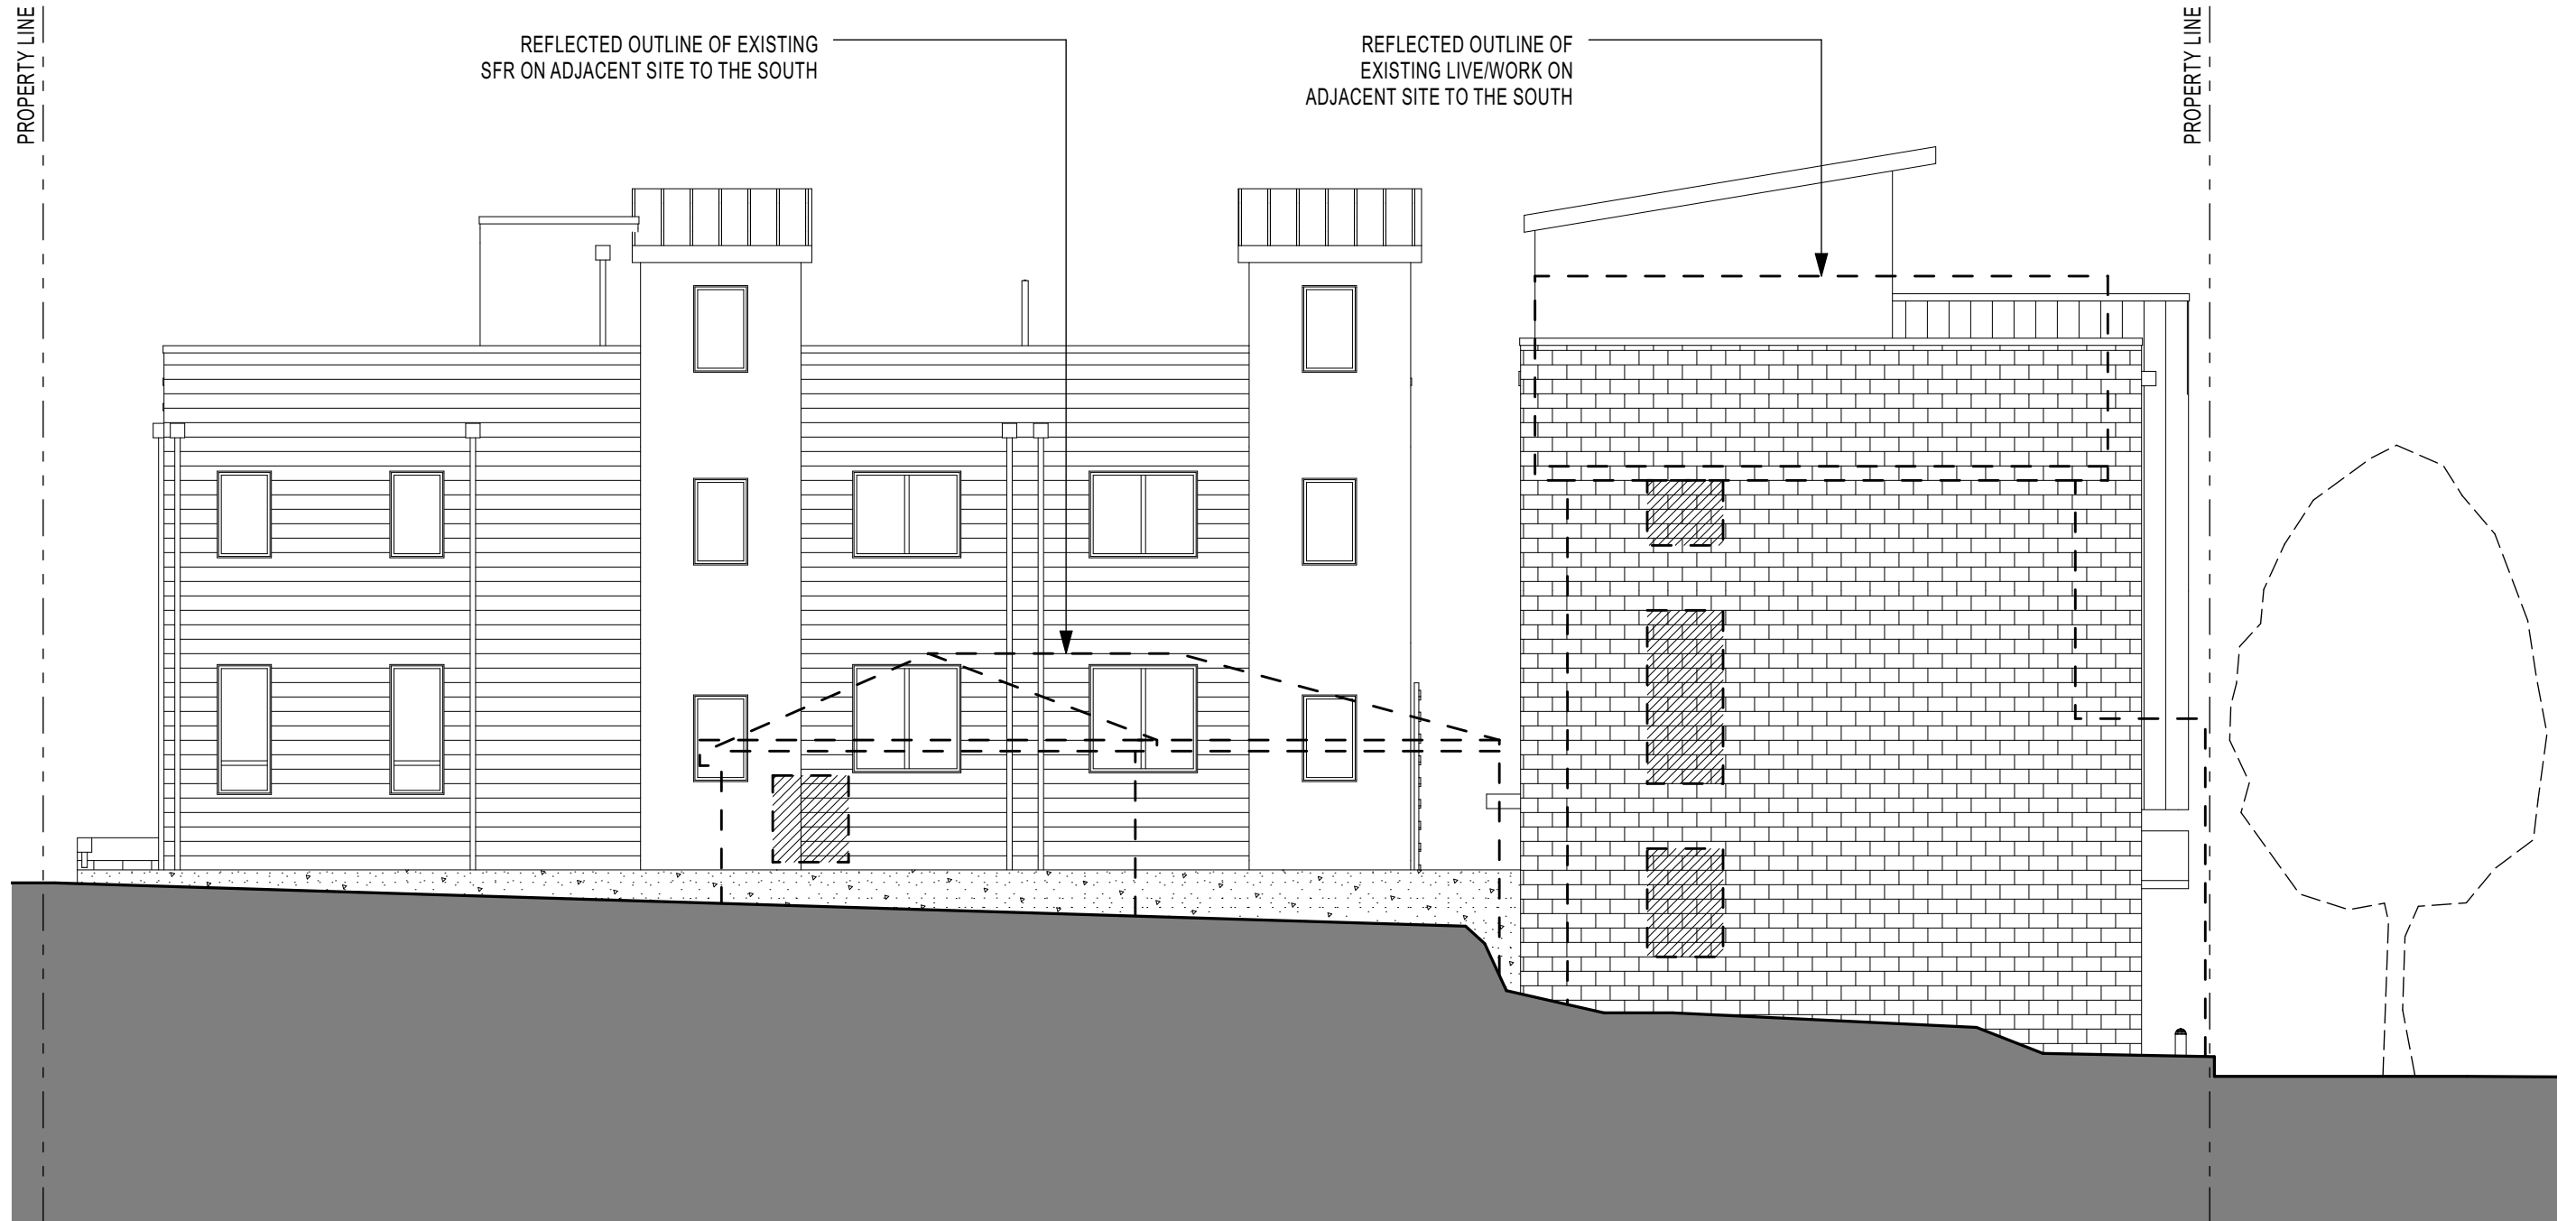 PROPERTY LINE
REFLECTED OUTLINE OF EXISTING
SFR ON ADJACENT SITE TO THE SOUTH
REFLECTED OUTLINE OF
EXISTING LIVE/WORK ON
ADJACENT SITE TO THE SOUTH
PROPERTY LINE